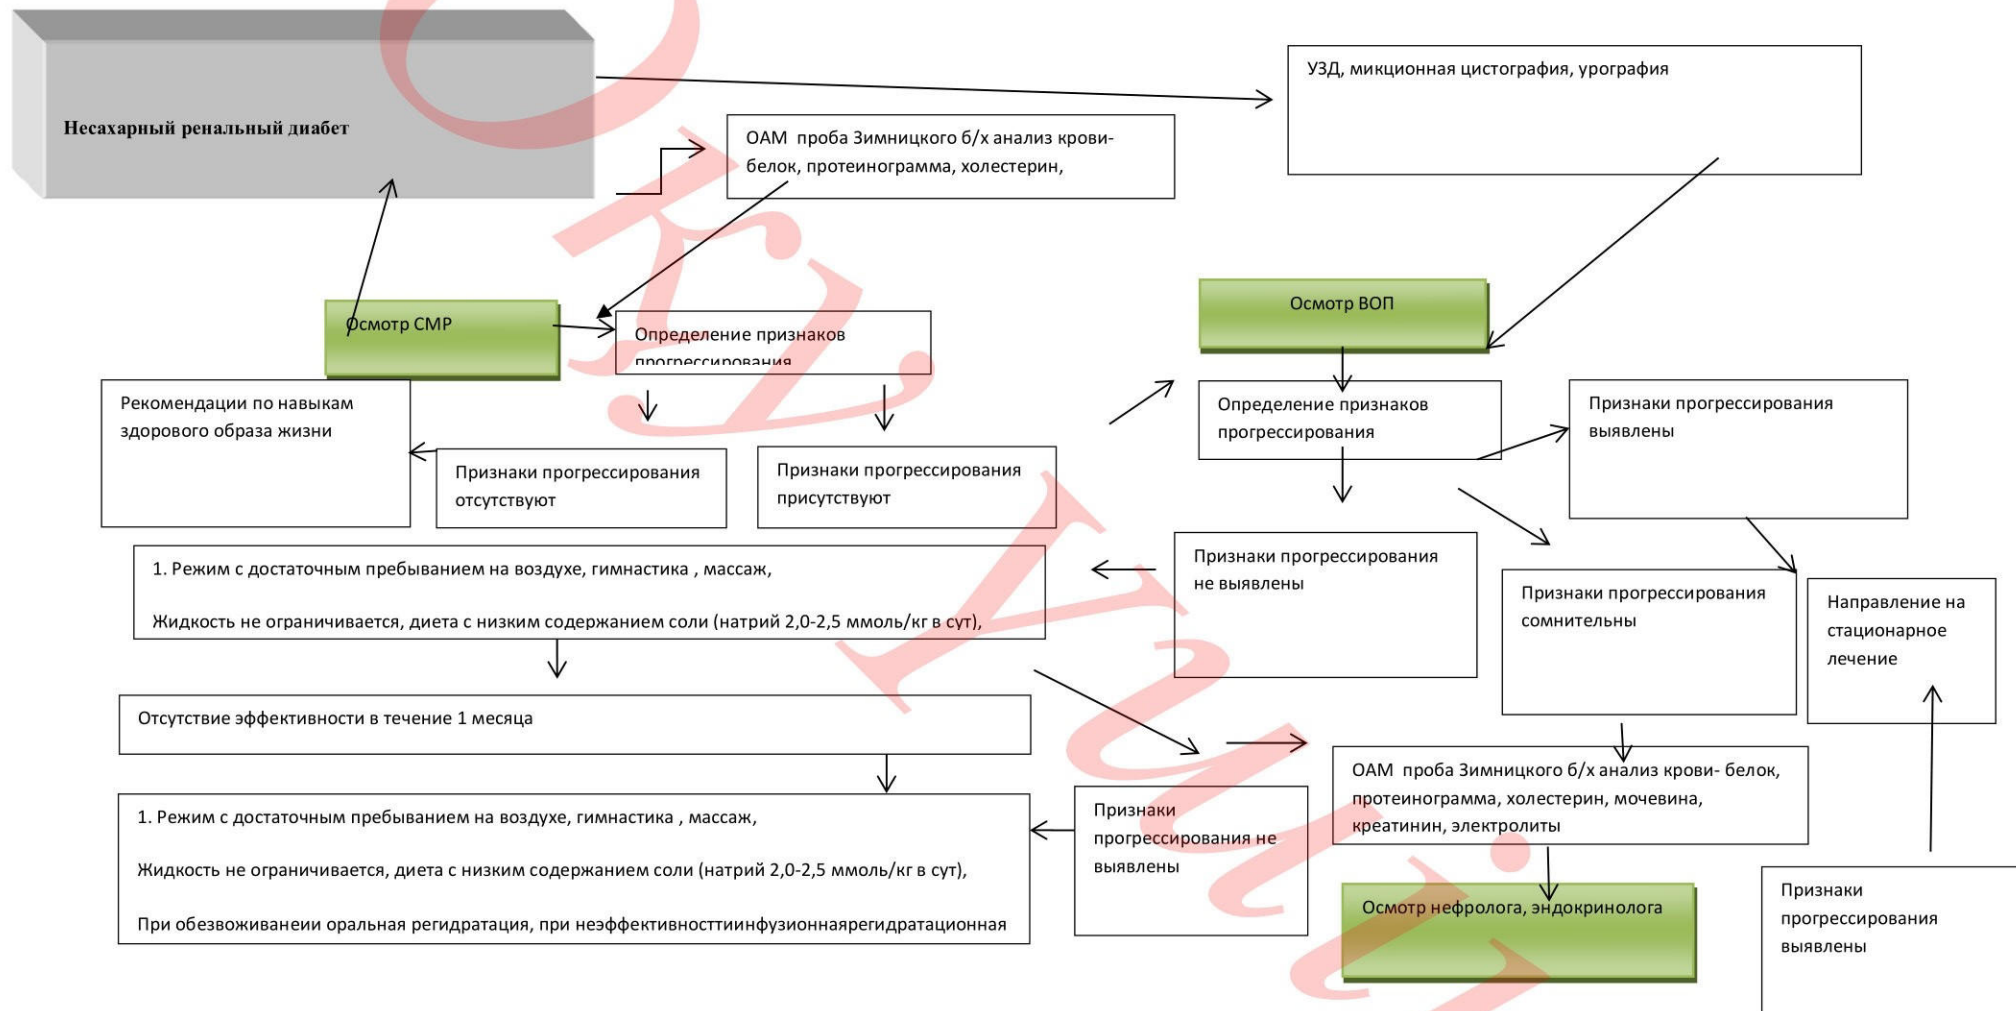 Несахарный ренальный диабет
УЗД, микционная цистография, урография
ОАМ  проба Зимницкого б/х анализ крови-
белок, протеинограмма, холестерин,
Осмотр СМР
Определение признаков
прогрессирования
Осмотр ВОП
Рекомендации по навыкам
здорового образа жизни
Признаки прогрессирования
отсутствуют
Признаки прогрессирования
присутствуют
Определение признаков
прогрессирования
Признаки прогрессирования
выявлены
1. Режим с достаточным пребыванием на воздухе, гимнастика , массаж,
Жидкость не ограничивается, диета с низким содержанием соли (натрий 2,0-2,5 ммоль/кг в сут),
Признаки прогрессирования
не выявлены
Признаки прогрессирования
сомнительны
Направление на
стационарное
лечение
Отсутствие эффективности в течение 1 месяца
1. Режим с достаточным пребыванием на воздухе, гимнастика , массаж,
Жидкость не ограничивается, диета с низким содержанием соли (натрий 2,0-2,5 ммоль/кг в сут),
При обезвоживанеии оральная регидратация, при неэффективносттиинфузионнаярегидратационная
Признаки
прогрессирования не
выявлены
ОАМ  проба Зимницкого б/х анализ крови- белок,
протеинограмма, холестерин, мочевина,
креатинин, электролиты
Осмотр нефролога, эндокринолога
Признаки
прогрессирования
выявлены